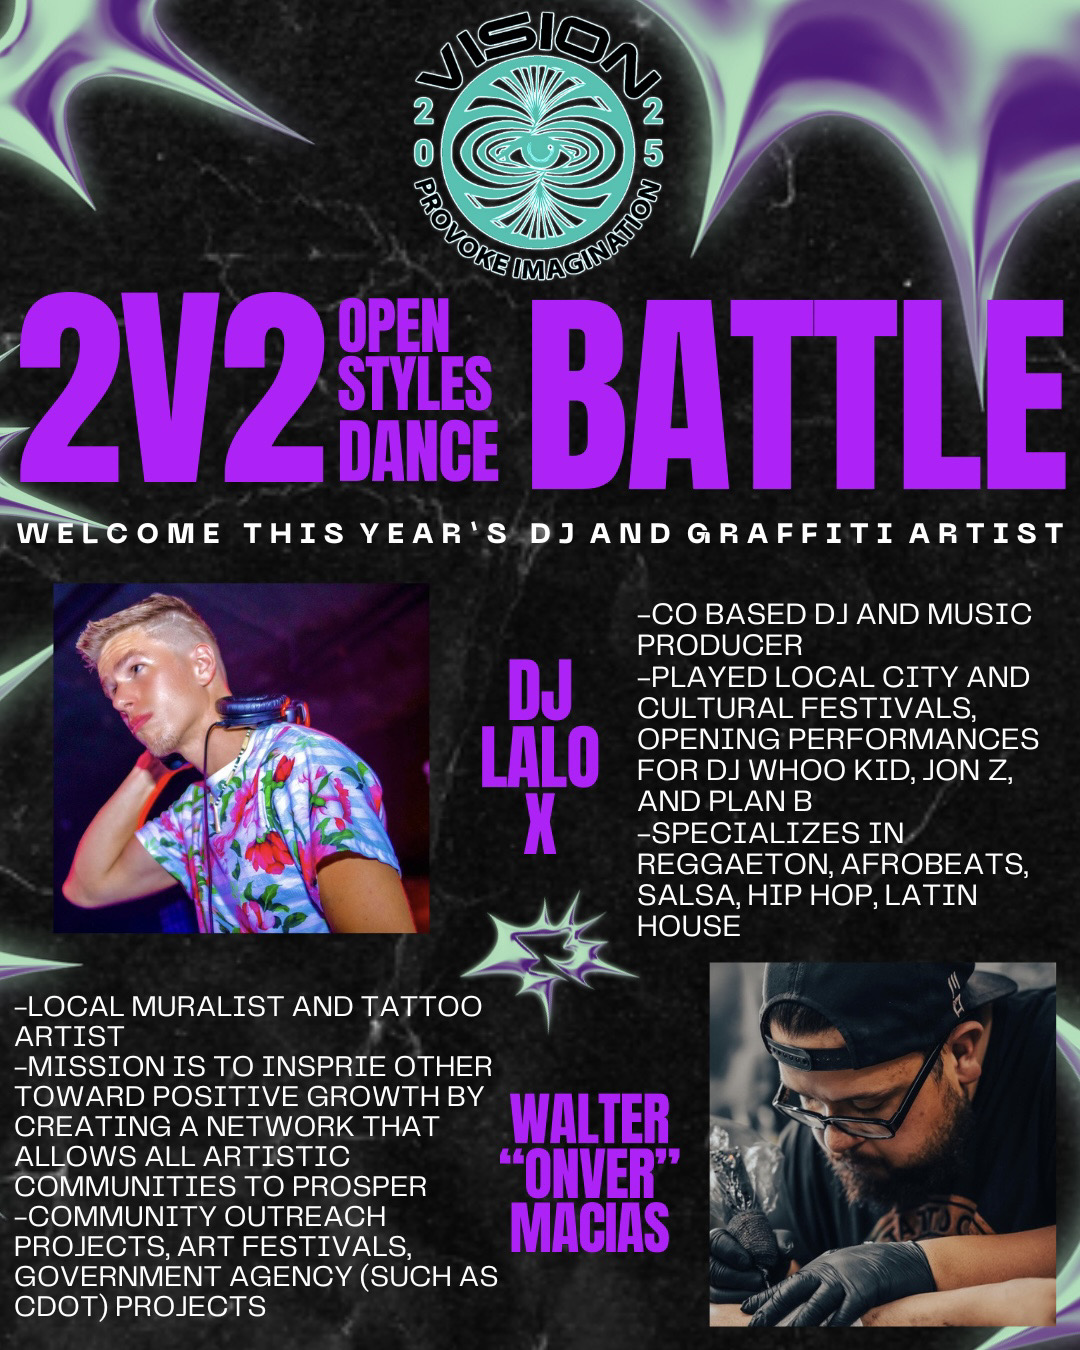 VISION
2025
PROVOKE IMAGINATION
2V2 OPEN STYLES DANCE BATTLE
WELCOME THIS YEAR'S DJ AND GRAFFITI ARTIST
DJ
LALO
X
-CO BASED DJ AND MUSIC
PRODUCER
-PLAYED LOCAL CITY AND
CULTURAL FESTIVALS,
OPENING PERFORMANCES
FOR DJ WHOO KID, JON Z,
AND PLAN B
-SPECIALIZES IN
REGGAETON, AFROBEATS,
SALSA, HIP HOP, LATIN
HOUSE
-LOCAL MURALIST AND TATTOO
ARTIST
-MISSION IS TO INSPRIE OTHER
TOWARD POSITIVE GROWTH BY
CREATING A NETWORK THAT
ALLOWS ALL ARTISTIC
COMMUNITIES TO PROSPER
-COMMUNITY OUTREACH
PROJECTS, ART FESTIVALS,
GOVERNMENT AGENCY (SUCH AS
CDOT) PROJECTS
WALTER
“ONVER”
MACIAS